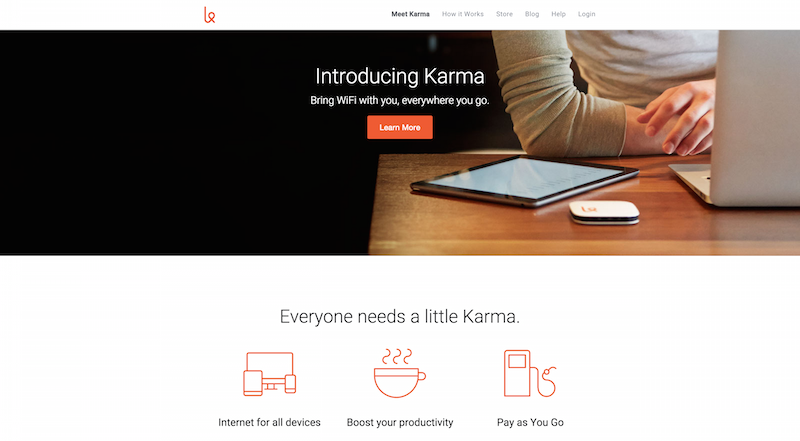 Meet Karma How it Works Store Blog Help Login
Introducing Karma
Bring WiFi with you, everywhere you go.
Learn More
Everyone needs a little Karma.
Internet for all devices Boost your productivity Pay as You Go